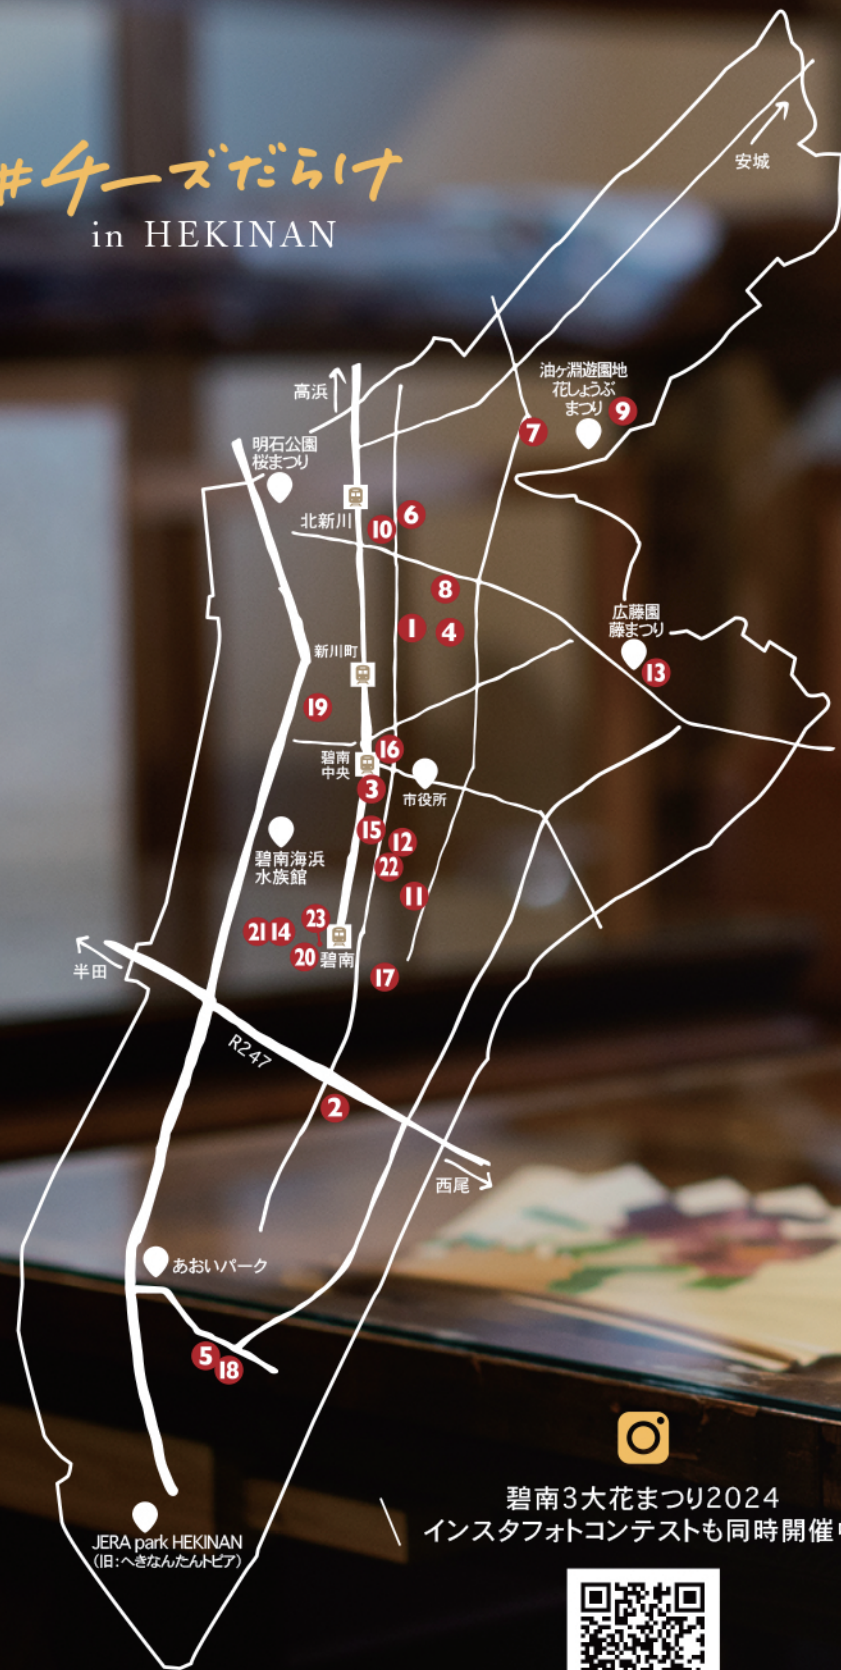 #チーズだらけ
in HEKINAN
安城
高浜
油ヶ淵遊園地
花しょうぶ
まつり
9
7
明石公園
桜まつり
北新川
10
6
8
1
4
広藤園
藤まつり
13
新川町
19
16
碧南
中央
3
市役所
15
12
22
11
碧南海浜
水族館
21
14
23
20
碧南
17
半田
R247
2
西尾
あおいパーク
5
18
JERA park HEKINAN
（旧：へきなんたんトピア）
碧南3大花まつり2024
インスタフォトコンテストも同時開催